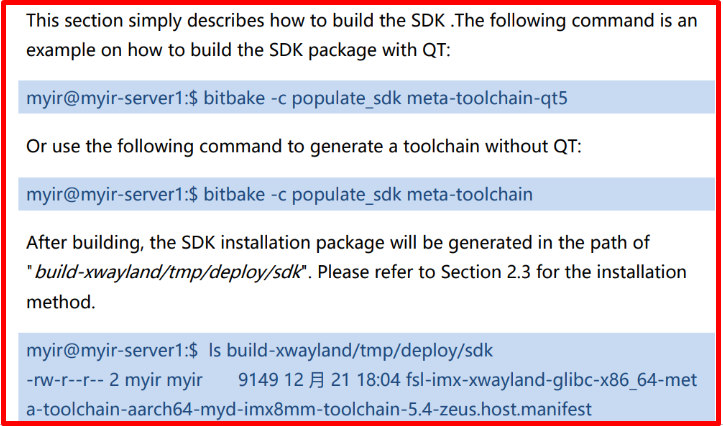 This section simply describes how to build the SDK .The following command is an
example on how to build the SDK package with QT:
myir@myir-server1:$ bitbake -c populate_sdk meta-toolchain-qt5
Or use the following command to generate a toolchain without QT:
myir@myir-server1:$ bitbake -c populate_sdk meta-toolchain
After building, the SDK installation package will be generated in the path of
"build-xwayland/tmp/deploy/sdk". Please refer to Section 2.3 for the installation
method.
myir@myir-server1:$ ls build-xwayland/tmp/deploy/sdk
-rw-r--r-- 2 myir myir 9149 12 月 21 18:04 fsl-imx-xwayland-glibc-x86_64-met
a-toolchain-aarch64-myd-imx8mm-toolchain-5.4-zeus.host.manifest